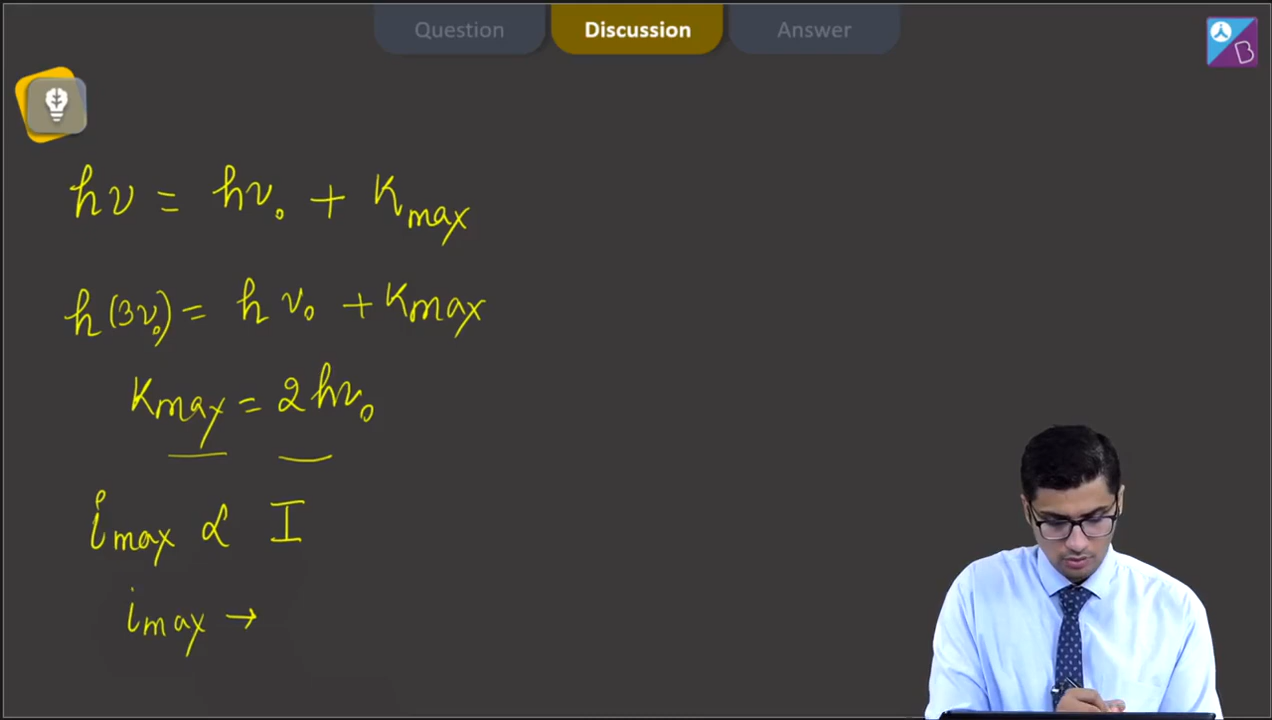 Question Discussion Answer
B
hν = hν₀ + Kmax
h(3ν₀) = hν₀ + Kmax
Kmax = 2hν₀
imax α I
imax →